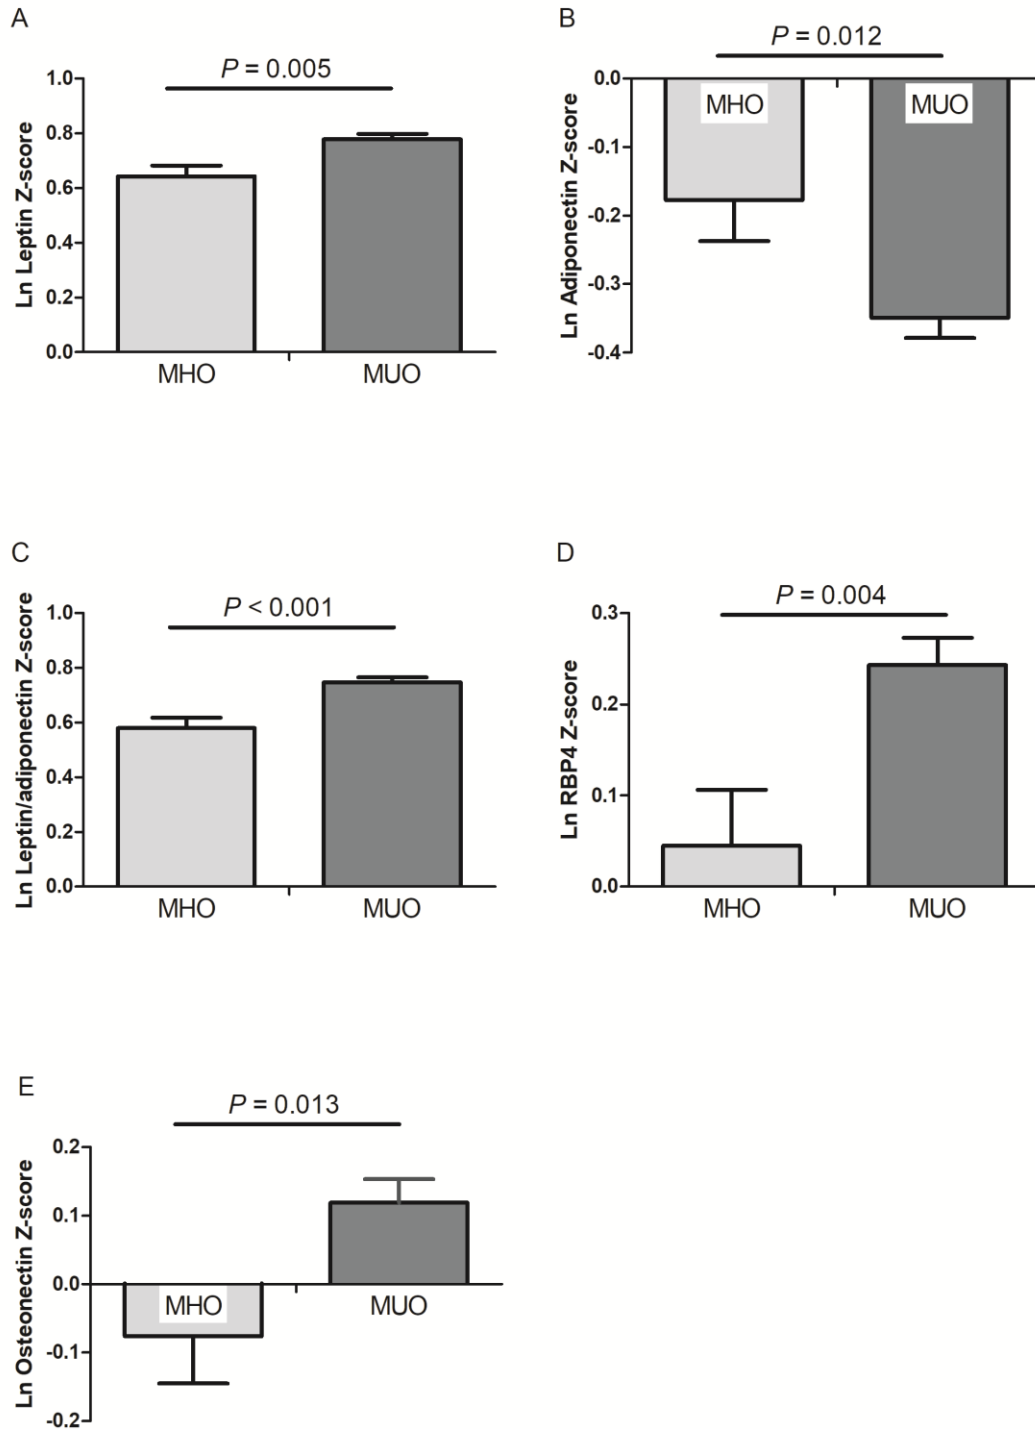 A
P = 0.005
Ln Leptin Z-score
1.0
0.8
0.6
0.4
0.2
0.0
MHO
MUO
B
P = 0.012
Ln Adiponectin Z-score
0.0
-0.1
-0.2
-0.3
-0.4
MHO
MUO
C
P < 0.001
Ln Leptin/adiponectin Z-score
1.0
0.8
0.6
0.4
0.2
0.0
MHO
MUO
D
P = 0.004
Ln RBP4 Z-score
0.3
0.2
0.1
0.0
MHO
MUO
E
P = 0.013
Ln Osteonectin Z-score
0.2
0.1
0.0
-0.1
-0.2
MHO
MUO